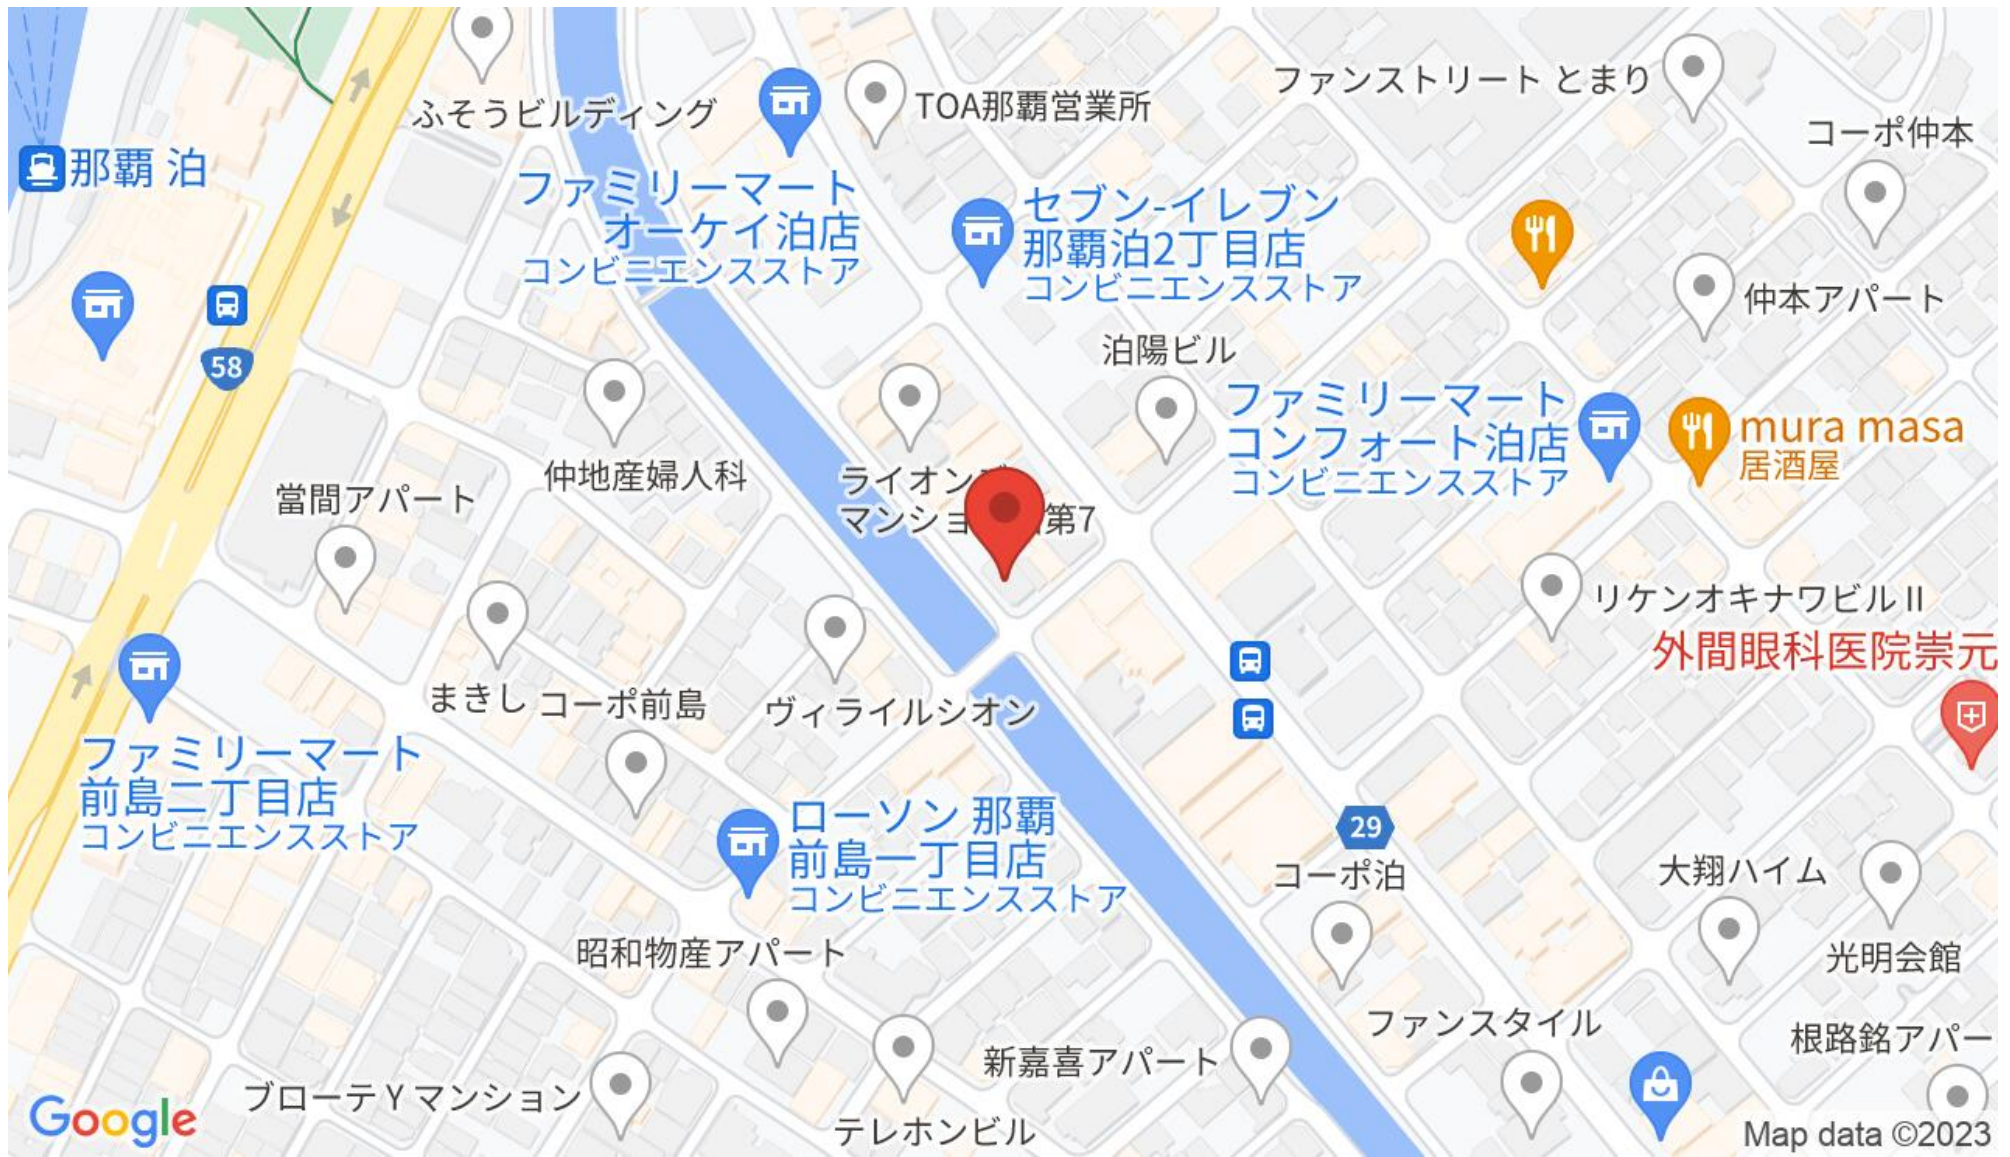 ふそうビルディング
TOA那覇営業所
ファンストリート とまり
コーポ仲本
那覇 泊
ファミリーマート
オーケイ泊店
コンビニエンスストア
セブン-イレブン
那覇泊2丁目店
コンビニエンスストア
仲本アパート
58
泊陽ビル
ファミリーマート
コンフォート泊店
コンビニエンスストア
mura masa
居酒屋
仲地産婦人科
ライオン
マンショ
第7
當間アパート
リケンオキナワビルⅡ
外間眼科医院崇元
まきし
コーポ前島
ヴィライルシオン
ファミリーマート
前島二丁目店
コンビニエンスストア
ローソン 那覇
前島一丁目店
コンビニエンスストア
29
コーポ泊
大翔ハイム
光明会館
昭和物産アパート
ファンスタイル
根路銘アパー
新嘉喜アパート
ブローテＹマンション
テレホンビル
Google
Map data ©2023